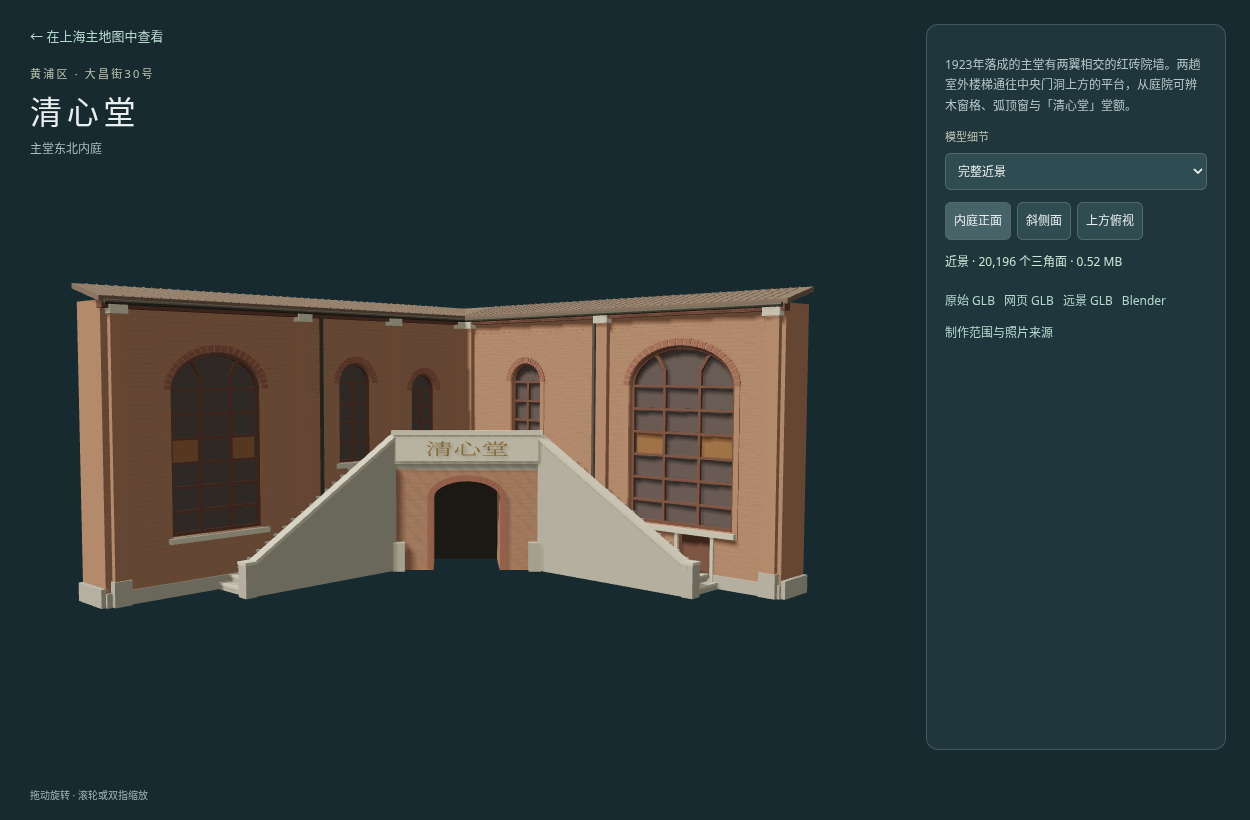 ← 在上海主地图中查看
黄浦区 · 大昌街30号
清心堂
主堂东北内庭
清心堂
拖动旋转 · 滚轮或双指缩放
1923年落成的主堂有两翼相交的红砖院墙。两趟
室外楼梯通往中央门洞上方的平台，从庭院可辨
木窗格、弧顶窗与「清心堂」堂额。
模型细节
完整近景
内庭正面 斜侧面 上方俯视
近景 · 20,196 个三角面 · 0.52 MB
原始 GLB 网页 GLB 远景 GLB Blender
制作范围与照片来源